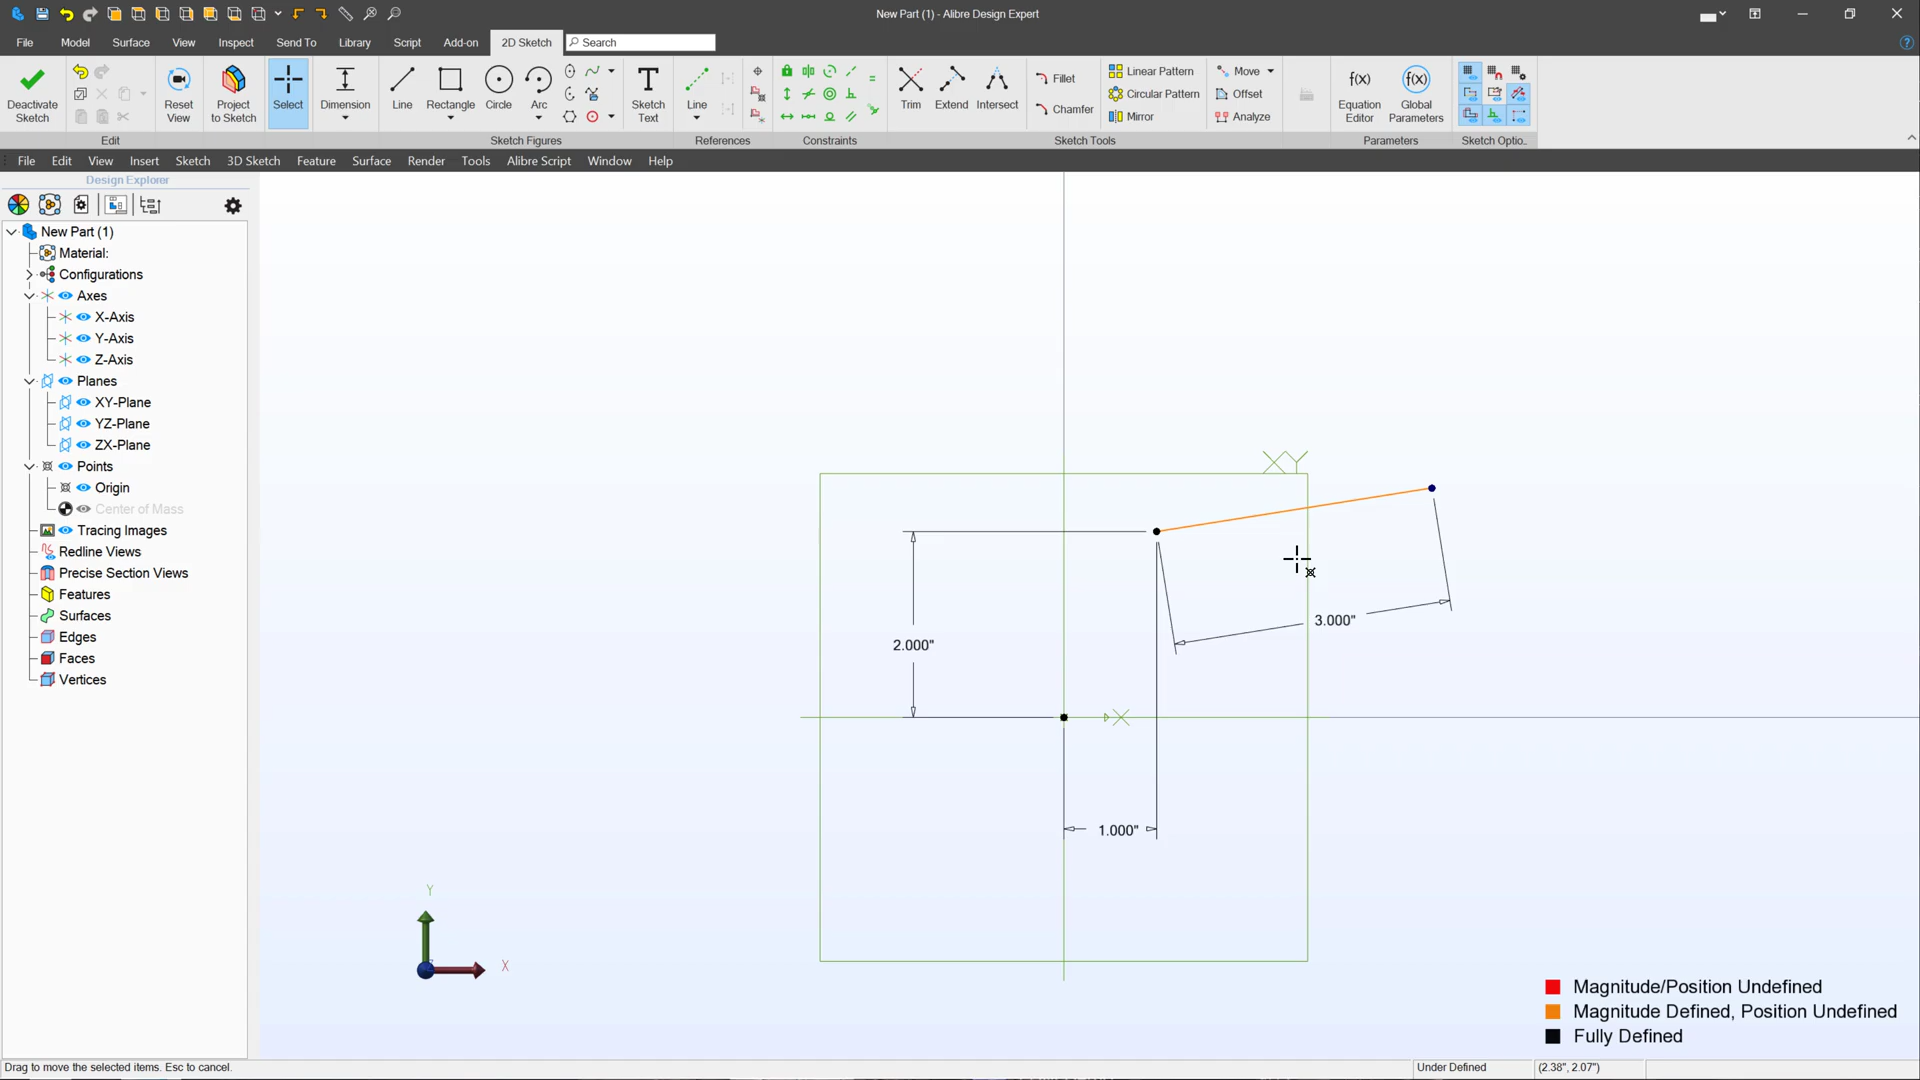 New Part (1) - Alibre Design Expert
File Model Surface View Inspect Send To Library Script Add-on 2D Sketch Search
Deactivate Sketch
Reset View
Project to Sketch
Select
Dimension
Line
Rectangle
Circle
Arc
Sketch Text
Line
Trim
Extend
Intersect
Fillet
Chamfer
Linear Pattern
Circular Pattern
Mirror
Move
Offset
Analyze
Equation Editor
Global Parameters
Edit Sketch Figures References Constraints Sketch Tools Parameters Sketch Optio..
File Edit View Insert Sketch 3D Sketch Feature Surface Render Tools Alibre Script Window Help
Design Explorer
New Part (1)
Material:
Configurations
Axes
X-Axis
Y-Axis
Z-Axis
Planes
XY-Plane
YZ-Plane
ZX-Plane
Points
Origin
Center of Mass
Tracing Images
Redline Views
Precise Section Views
Features
Surfaces
Edges
Faces
Vertices
XY
3.000"
2.000"
X
1.000"
Y
X
Magnitude/Position Undefined
Magnitude Defined, Position Undefined
Fully Defined
Drag to move the selected items. Esc to cancel.
Under Defined
(2.38", 2.07")